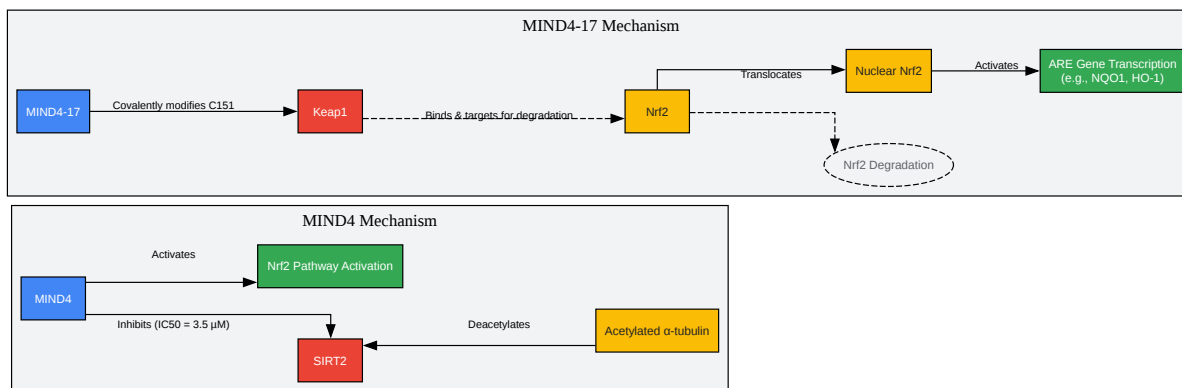 MIND4-17 Mechanism
Translocates
Nuclear Nrf2
Activates
ARE Gene Transcription
(e.g., NQO1, HO-1)
MIND4-17
Covalently modifies C151
Keap1
Binds & targets for degradation
Nrf2
Nrf2 Degradation
MIND4 Mechanism
Activates
Nrf2 Pathway Activation
MIND4
Inhibits (IC50 = 3.5 µM)
SIRT2
Deacetylates
Acetylated α-tubulin